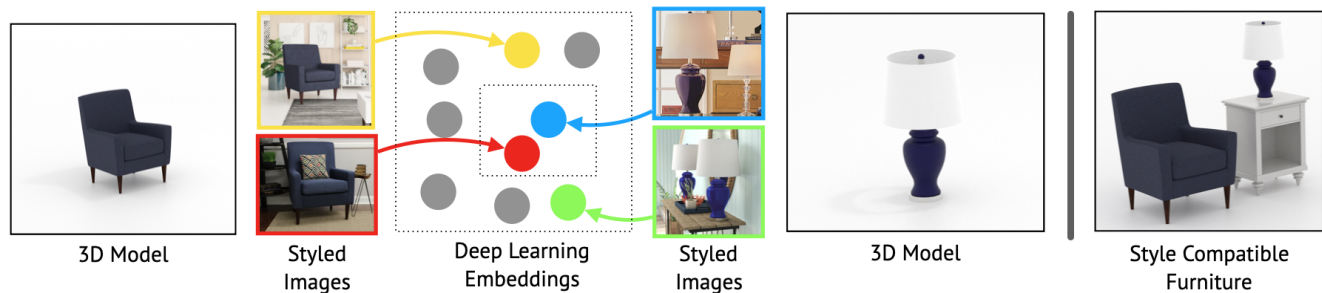 3D Model
Styled
Images
Deep Learning
Embeddings
Styled
Images
3D Model
Style Compatible
Furniture